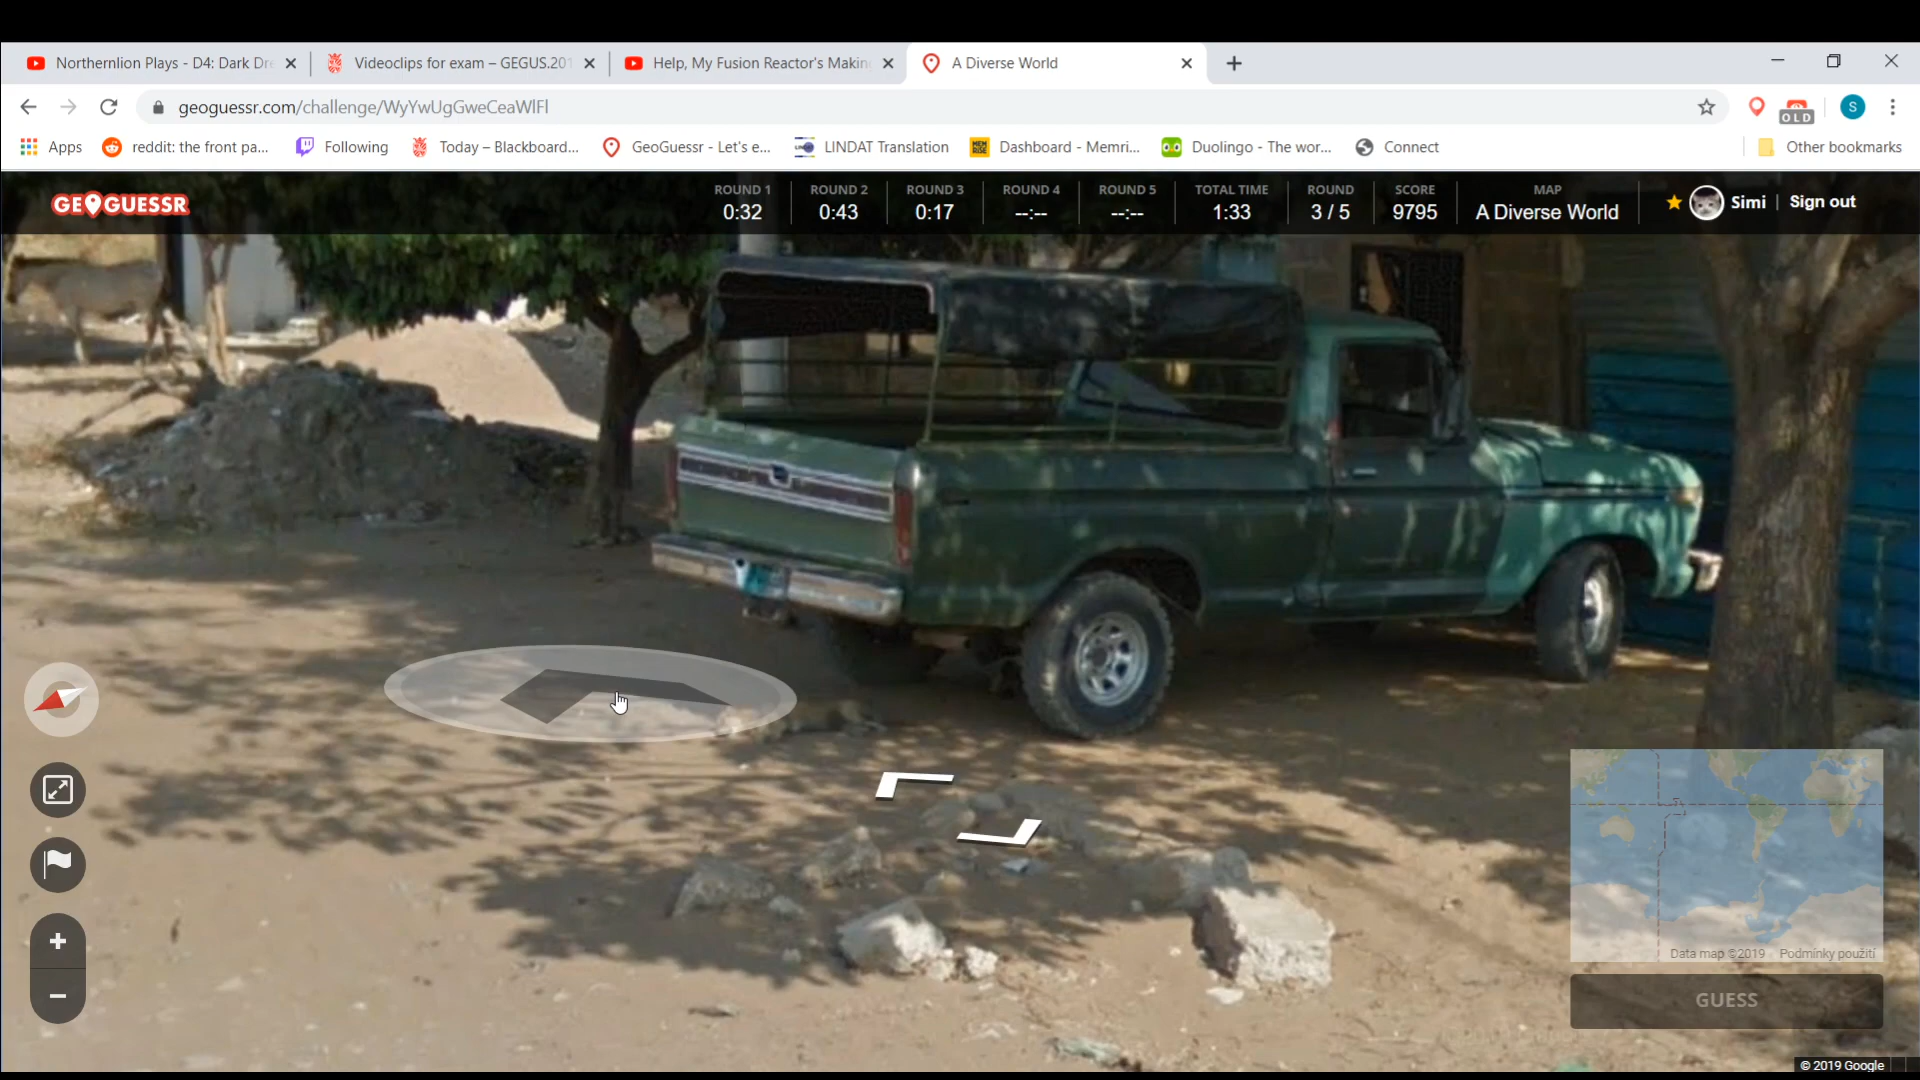 Northernlion Plays - D4: Dark Dre
Videoclips for exam – GEGUS.201
Help, My Fusion Reactor's Makin
A Diverse World
geoguessr.com/challenge/WyYwUgGweCeaWlFl
OLD
S
Apps
reddit: the front pa...
Following
Today – Blackboard...
GeoGuessr - Let's e...
LINDAT Translation
Dashboard - Memri...
Duolingo - The wor...
Connect
Other bookmarks
GEOGUESSR
ROUND 1 ROUND 2 ROUND 3 ROUND 4 ROUND 5 TOTAL TIME ROUND SCORE MAP
0:32 0:43 0:17 --:-- --:-- 1:33 3 / 5 9795 A Diverse World
Simi | Sign out
Data map ©2019 Podmínky použití
GUESS
© 2019 Google